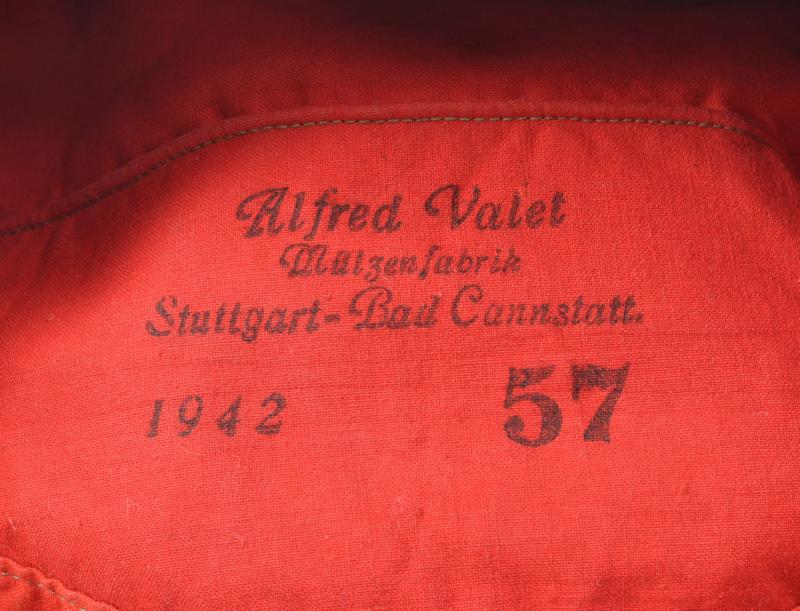 Alfred Valet
Mützenfabrik
Stuttgart-Bad Cannstatt.
1942 57